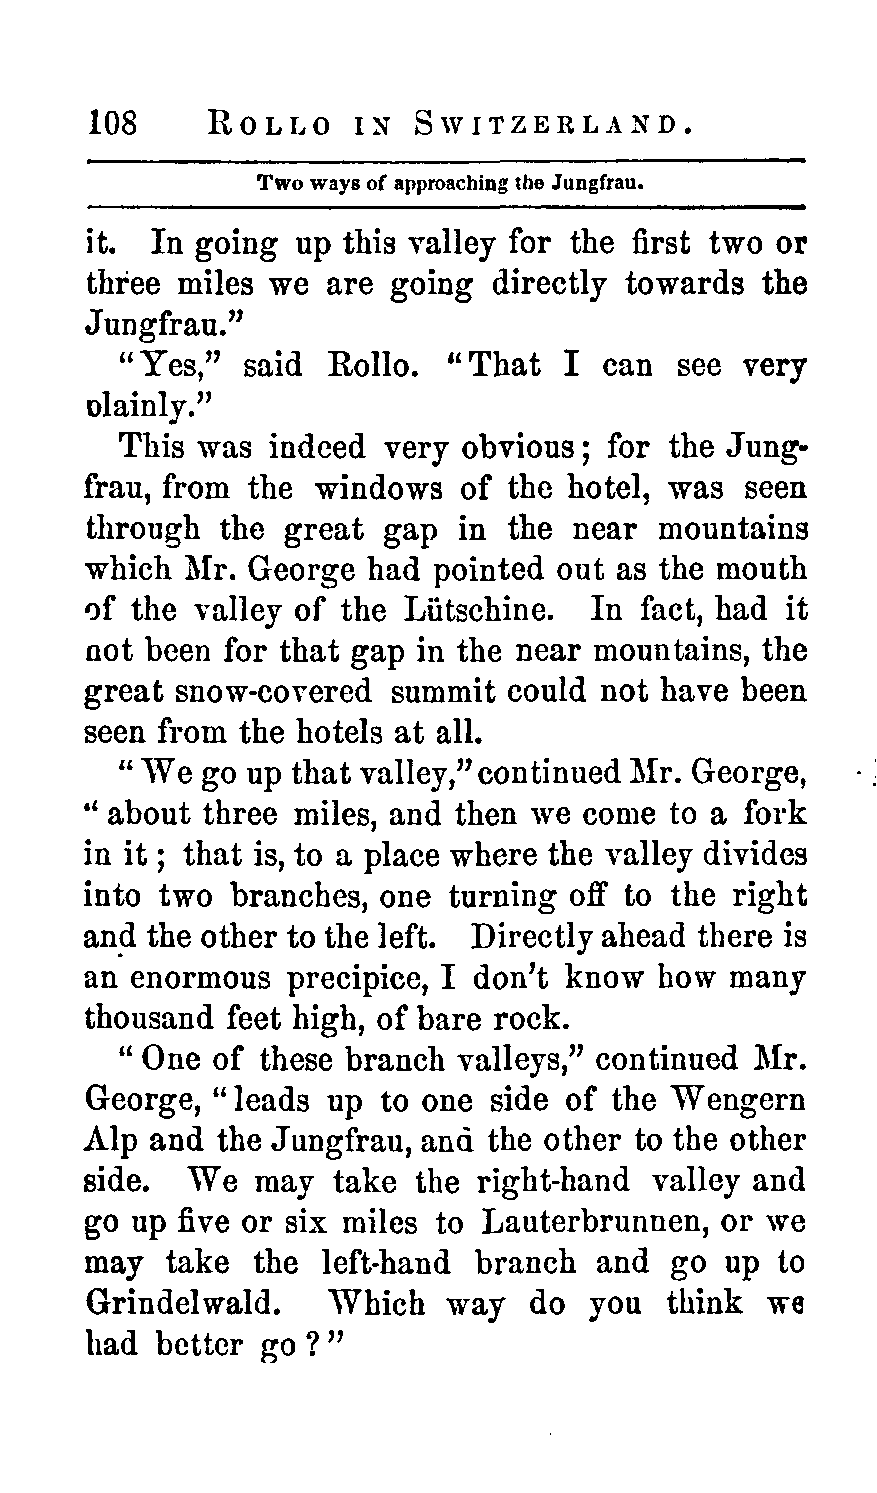 108 ROLLO IN SWITZERLAND.
Two ways of approaching the Jungfrau.
it. In going up this valley for the first two or
three miles we are going directly towards the
Jungfrau."
"Yes," said Rollo. "That I can see very
plainly."
This was indeed very obvious; for the Jung-
frau, from the windows of the hotel, was seen
through the great gap in the near mountains
which Mr. George had pointed out as the mouth
of the valley of the Lütschine. In fact, had it
not been for that gap in the near mountains, the
great snow-covered summit could not have been
seen from the hotels at all.
"We go up that valley," continued Mr. George,
"about three miles, and then we come to a fork
in it; that is, to a place where the valley divides
into two branches, one turning off to the right
and the other to the left. Directly ahead there is
an enormous precipice, I don't know how many
thousand feet high, of bare rock.
"One of these branch valleys," continued Mr.
George, "leads up to one side of the Wengern
Alp and the Jungfrau, and the other to the other
side. We may take the right-hand valley and
go up five or six miles to Lauterbrunnen, or we
may take the left-hand branch and go up to
Grindelwald. Which way do you think we
had better go?"